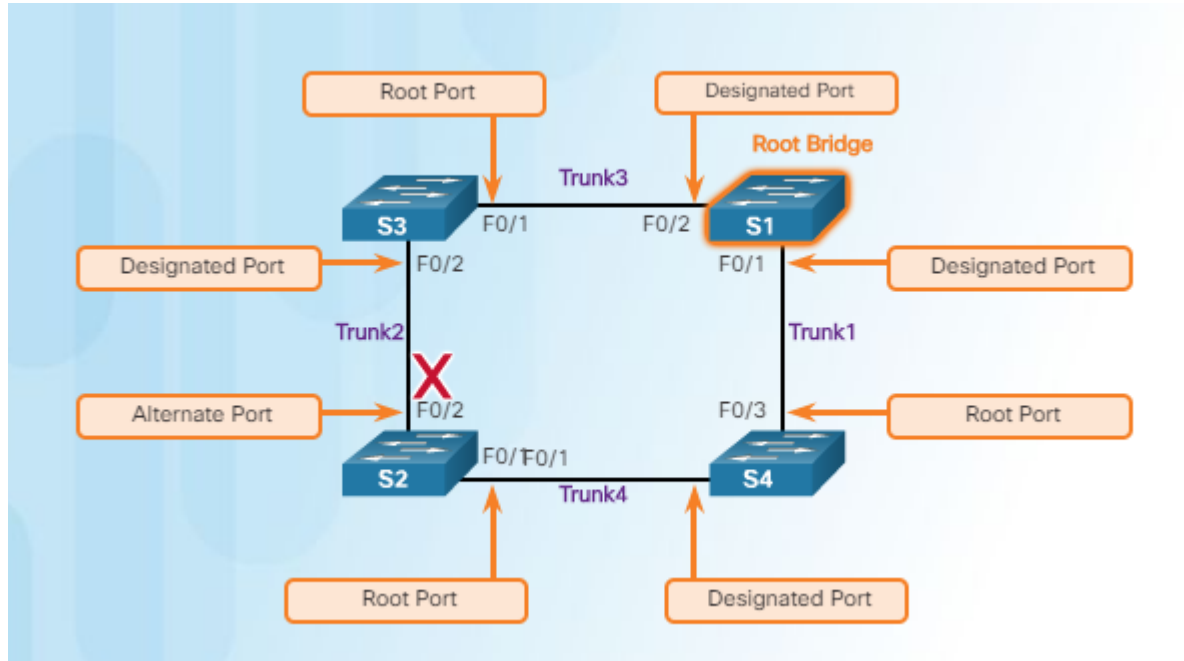 Root Port
Designated Port
Root Bridge
Trunk3
S3
F0/1
F0/2
S1
Designated Port
F0/2
F0/1
Designated Port
Trunk2
Trunk1
X
Alternate Port
F0/2
F0/3
Root Port
S2
F0/1
F0/1
S4
Trunk4
Root Port
Designated Port